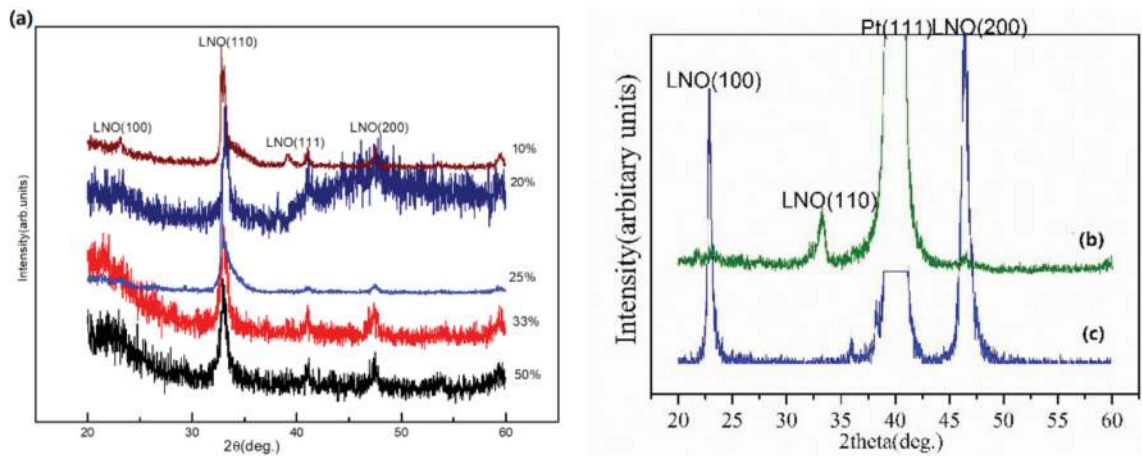 (a)
LNO(110)
LNO(100)
LNO(111)
LNO(200)
10%
20%
25%
33%
50%
Intensity(arb.units)
20
30
40
50
60
2θ(deg.)
Pt(111)
LNO(200)
LNO(100)
LNO(110)
(b)
(c)
Intensity(arbitary units)
20
25
30
35
40
45
50
55
60
2theta(deg.)